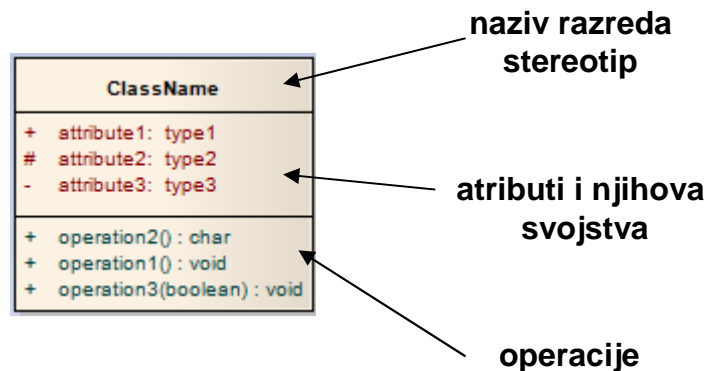 naziv razreda
stereotip
ClassName
+ attribute1: type1
# attribute2: type2
- attribute3: type3
atributi i njihova
svojstva
+ operation2() : char
+ operation1() : void
+ operation3(boolean) : void
operacije